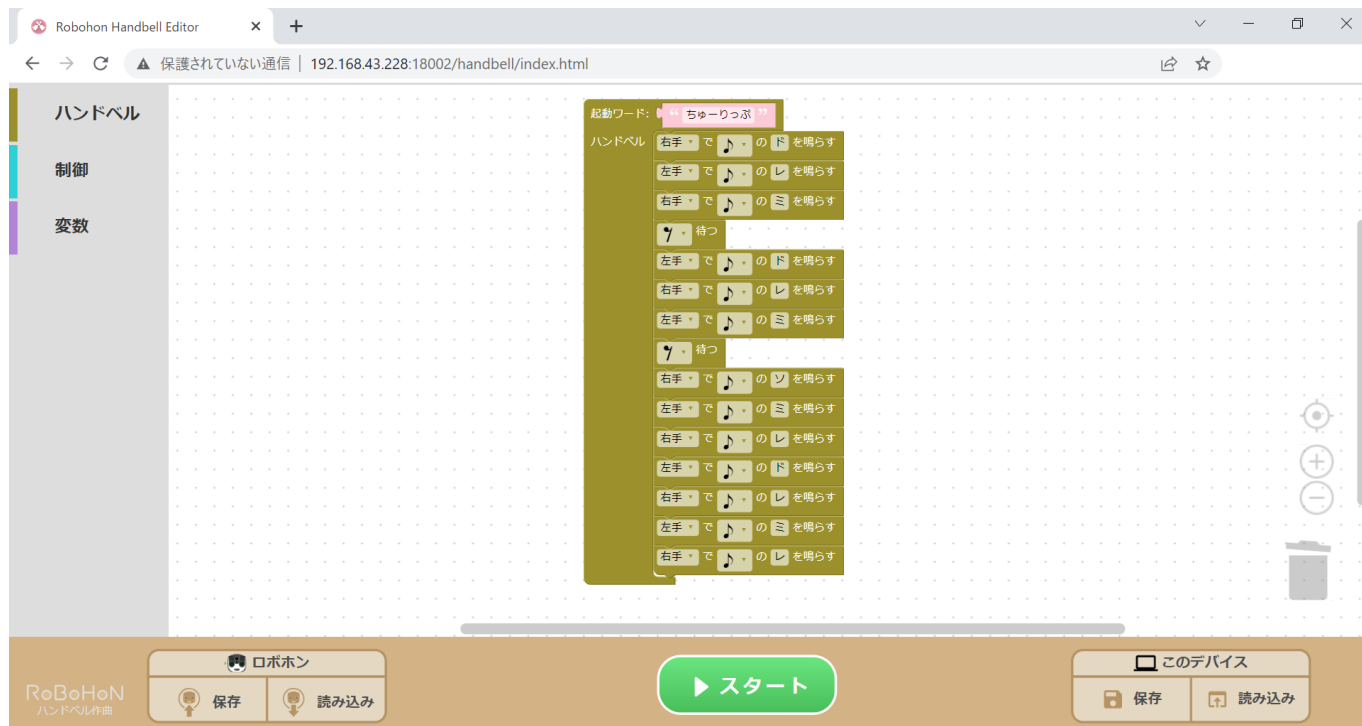 Robohon Handbell Editor
保護されていない通信 | 192.168.43.228:18002/handbell/index.html
ハンドベル
制御
変数
起動ワード: “ ちゅーりっぷ ”
ハンドベル 右手 で ♪ の ド を鳴らす
左手 で ♪ の レ を鳴らす
右手 で ♪ の ミ を鳴らす
待つ
左手 で ♪ の ド を鳴らす
右手 で ♪ の レ を鳴らす
左手 で ♪ の ミ を鳴らす
待つ
右手 で ♪ の ソ を鳴らす
左手 で ♪ の ミ を鳴らす
右手 で ♪ の レ を鳴らす
左手 で ♪ の ド を鳴らす
右手 で ♪ の レ を鳴らす
左手 で ♪ の ミ を鳴らす
右手 で ♪ の レ を鳴らす
RoBoHoN
ハンドベル作曲
ロボホン
保存 読み込み
スタート
このデバイス
保存 読み込み